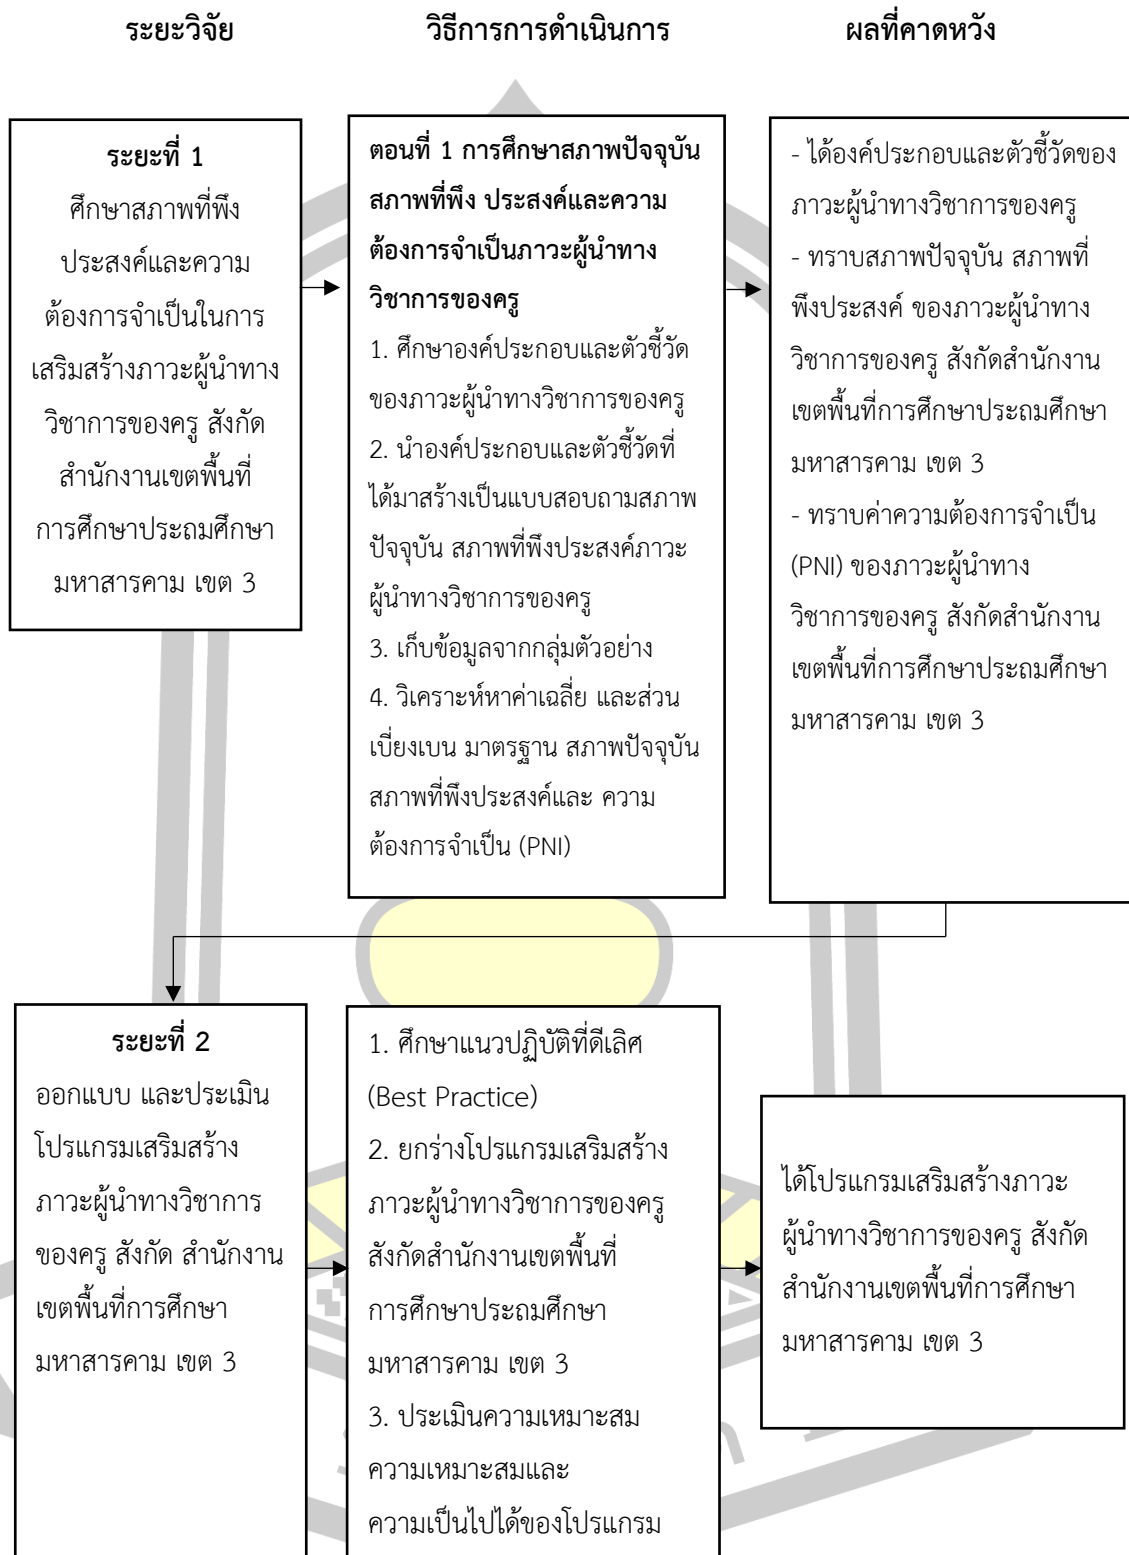 ระยะวิจัย
วิธีการการดำเนินการ
ผลที่คาดหวัง
ระยะที่ 1
ศึกษาสภาพที่พึง
ประสงค์และความ
ต้องการจำเป็นในการ
เสริมสร้างภาวะผู้นำทาง
วิชาการของครู สังกัด
สำนักงานเขตพื้นที่
การศึกษาประถมศึกษา
มหาสารคาม เขต 3
ตอนที่ 1 การศึกษาสภาพปัจจุบัน
สภาพที่พึง ประสงค์และความ
ต้องการจำเป็นภาวะผู้นำทาง
วิชาการของครู
1. ศึกษาองค์ประกอบและตัวชี้วัด
ของภาวะผู้นำทางวิชาการของครู
2. นำองค์ประกอบและตัวชี้วัดที่
ได้มาสร้างเป็นแบบสอบถามสภาพ
ปัจจุบัน สภาพที่พึงประสงค์ภาวะ
ผู้นำทางวิชาการของครู
3. เก็บข้อมูลจากกลุ่มตัวอย่าง
4. วิเคราะห์หาค่าเฉลี่ย และส่วน
เบี่ยงเบน มาตรฐาน สภาพปัจจุบัน
สภาพที่พึงประสงค์และ ความ
ต้องการจำเป็น (PNI)
- ได้องค์ประกอบและตัวชี้วัดของ
ภาวะผู้นำทางวิชาการของครู
- ทราบสภาพปัจจุบัน สภาพที่
พึงประสงค์ ของภาวะผู้นำทาง
วิชาการของครู สังกัดสำนักงาน
เขตพื้นที่การศึกษาประถมศึกษา
มหาสารคาม เขต 3
- ทราบค่าความต้องการจำเป็น
(PNI) ของภาวะผู้นำทาง
วิชาการของครู สังกัดสำนักงาน
เขตพื้นที่การศึกษาประถมศึกษา
มหาสารคาม เขต 3
ระยะที่ 2
ออกแบบ และประเมิน
โปรแกรมเสริมสร้าง
ภาวะผู้นำทางวิชาการ
ของครู สังกัด สำนักงาน
เขตพื้นที่การศึกษา
มหาสารคาม เขต 3
1. ศึกษาแนวปฏิบัติที่ดีเลิศ
(Best Practice)
2. ยกร่างโปรแกรมเสริมสร้าง
ภาวะผู้นำทางวิชาการของครู
สังกัดสำนักงานเขตพื้นที่
การศึกษาประถมศึกษา
มหาสารคาม เขต 3
3. ประเมินความเหมาะสม
ความเหมาะสมและ
ความเป็นไปได้ของโปรแกรม
ได้โปรแกรมเสริมสร้างภาวะ
ผู้นำทางวิชาการของครู สังกัด
สำนักงานเขตพื้นที่การศึกษา
มหาสารคาม เขต 3